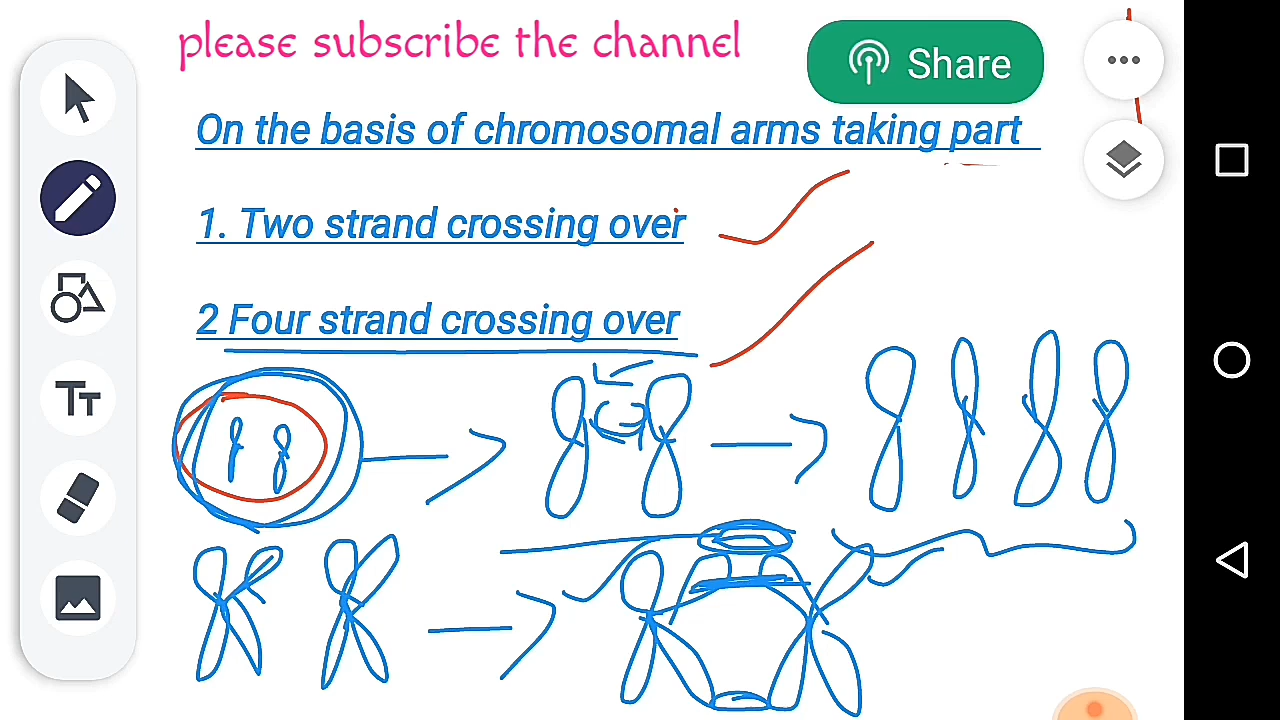 please subscribe the channel
Share
On the basis of chromosomal arms taking part
1. Two strand crossing over
2 Four strand crossing over
Tт